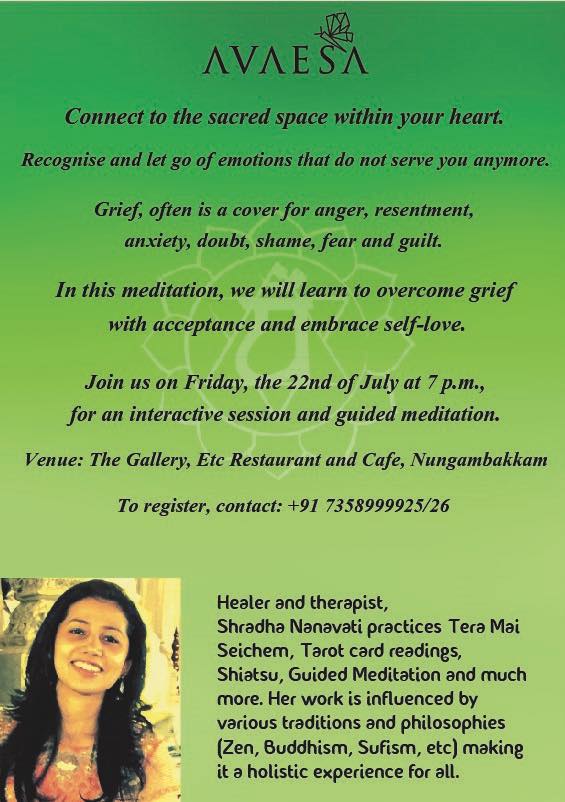 AVAESA
Connect to the sacred space within your heart.
Recognise and let go of emotions that do not serve you anymore.
Grief, often is a cover for anger, resentment,
anxiety, doubt, shame, fear and guilt.
In this meditation, we will learn to overcome grief
with acceptance and embrace self-love.
Join us on Friday, the 22nd of July at 7 p.m.,
for an interactive session and guided meditation.
Venue: The Gallery, Etc Restaurant and Cafe, Nungambakkam
To register, contact: +91 7358999925/26
Healer and therapist,
Shradha Nanavati practices Tera Mai
Seichem, Tarot card readings,
Shiatsu, Guided Meditation and much
more. Her work is influenced by
various traditions and philosophies
(Zen, Buddhism, Sufism, etc) making
it a holistic experience for all.